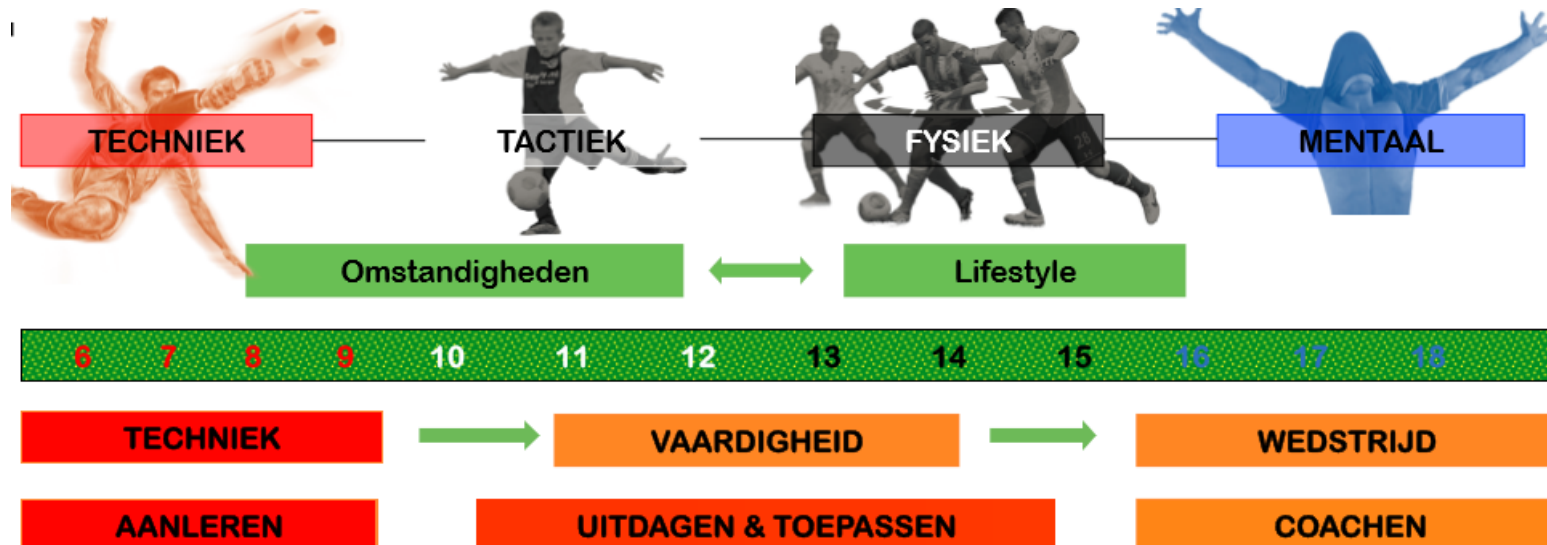 TECHNIEK TACTIEK FYSIEK MENTAAL
Omstandigheden Lifestyle
6 7 8 9 10 11 12 13 14 15 16 17 18
TECHNIEK VAARDIGHEID WEDSTRIJD
AANLEREN UITDAGEN & TOEPASSEN COACHEN